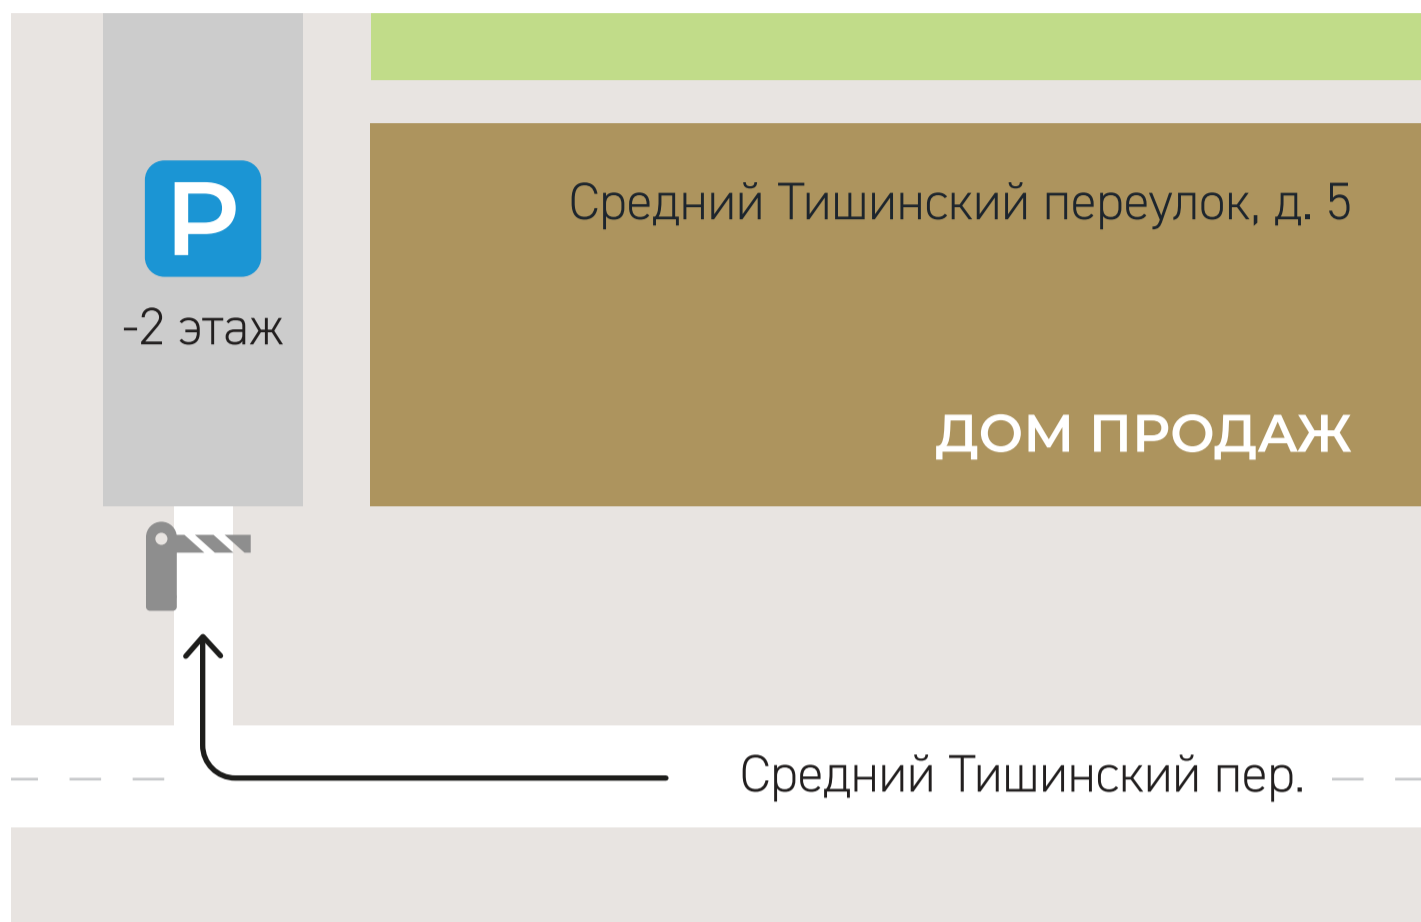 P
-2 этаж
Средний Тишинский переулок, д. 5
ДОМ ПРОДАЖ
Средний Тишинский пер.